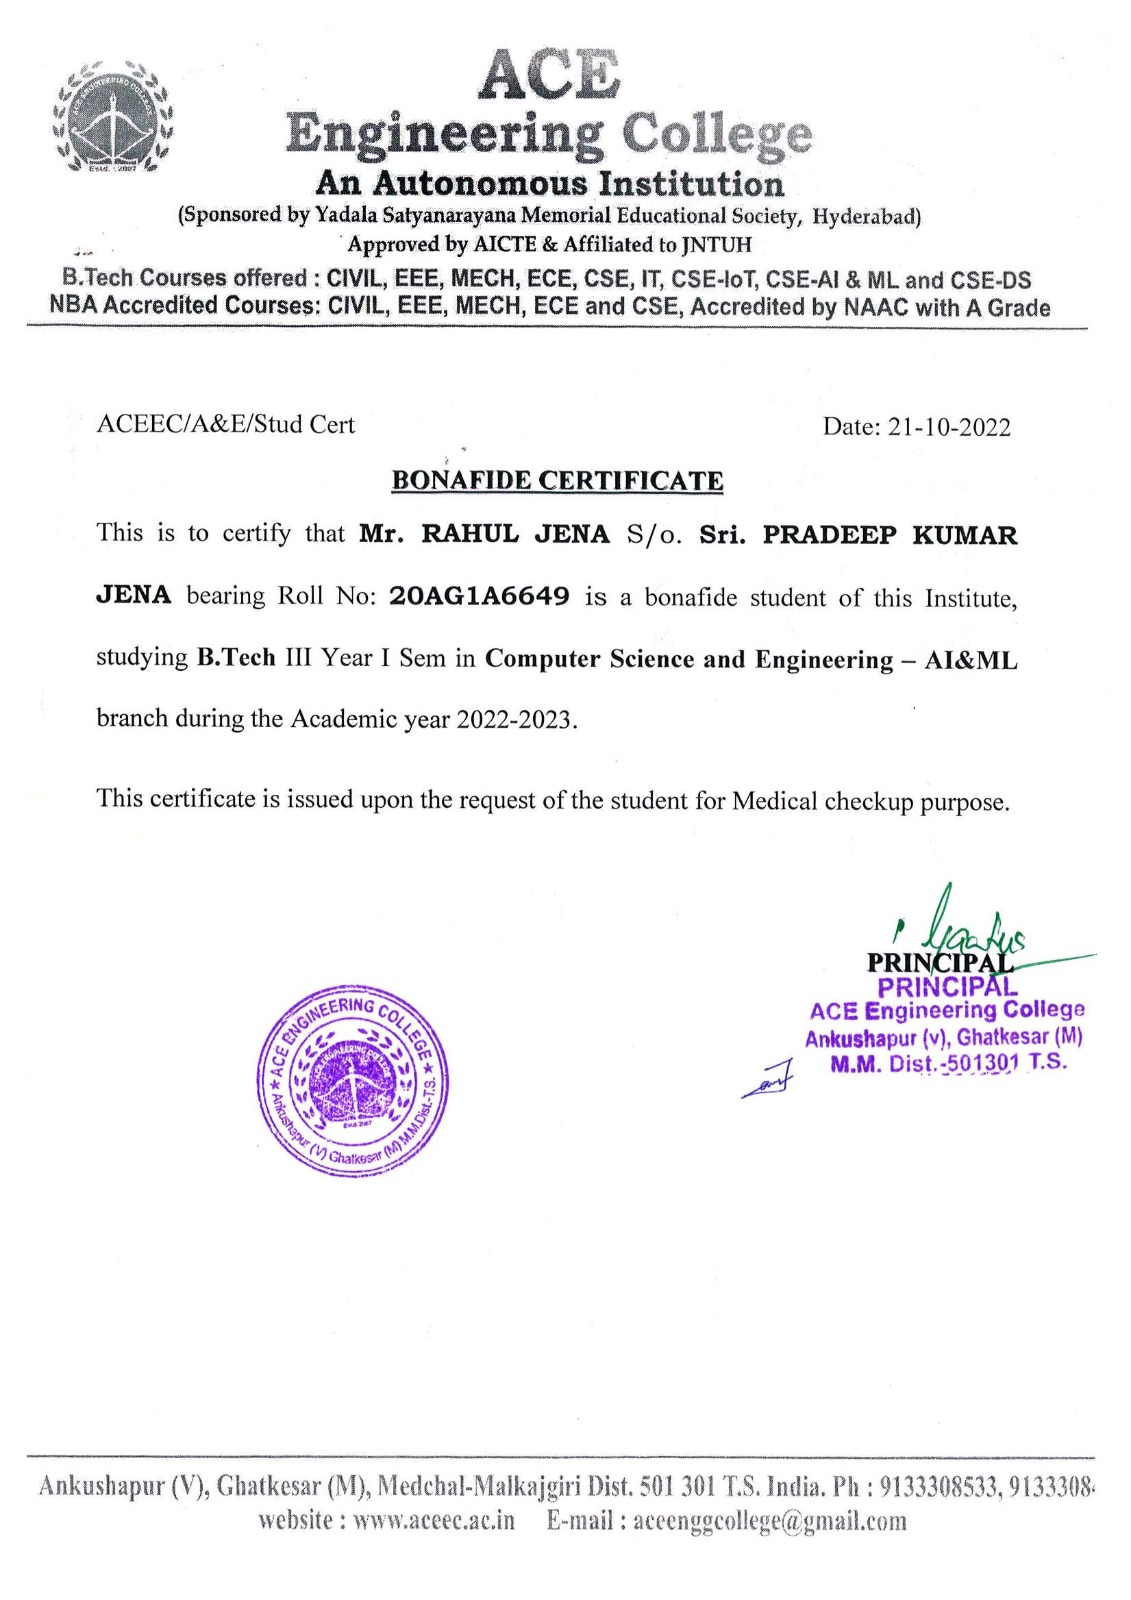 ACE
Engineering College
An Autonomous Institution
(Sponsored by Yadala Satyanarayana Memorial Educational Society, Hyderabad)
Approved by AICTE & Affiliated to JNTUH
B.Tech Courses offered : CIVIL, EEE, MECH, ECE, CSE, IT, CSE-IoT, CSE-AI & ML and CSE-DS
NBA Accredited Courses: CIVIL, EEE, MECH, ECE and CSE, Accredited by NAAC with A Grade
ACE ENGINEERING COLLEGE
Estd. : 2007
ACEEC/A&E/Stud Cert Date: 21-10-2022
BONAFIDE CERTIFICATE
This is to certify that Mr. RAHUL JENA S/o. Sri. PRADEEP KUMAR
JENA bearing Roll No: 20AG1A6649 is a bonafide student of this Institute,
studying B.Tech III Year I Sem in Computer Science and Engineering – AI&ML
branch during the Academic year 2022-2023.
This certificate is issued upon the request of the student for Medical checkup purpose.
PRINCIPAL
PRINCIPAL
ACE Engineering College
Ankushapur (v), Ghatkesar (M)
M.M. Dist.-501301 T.S.
★ ACE ENGINEERING COLLEGE ★
Ankushapur (V) Ghatkesar (M) M.M.Dist.-T.S.
ACE ENGINEERING COLLEGE
Estd. 2007
Ankushapur (V), Ghatkesar (M), Medchal-Malkajgiri Dist. 501 301 T.S. India. Ph : 9133308533, 9133308
website : www.aceec.ac.in E-mail : aceenggcollege@gmail.com